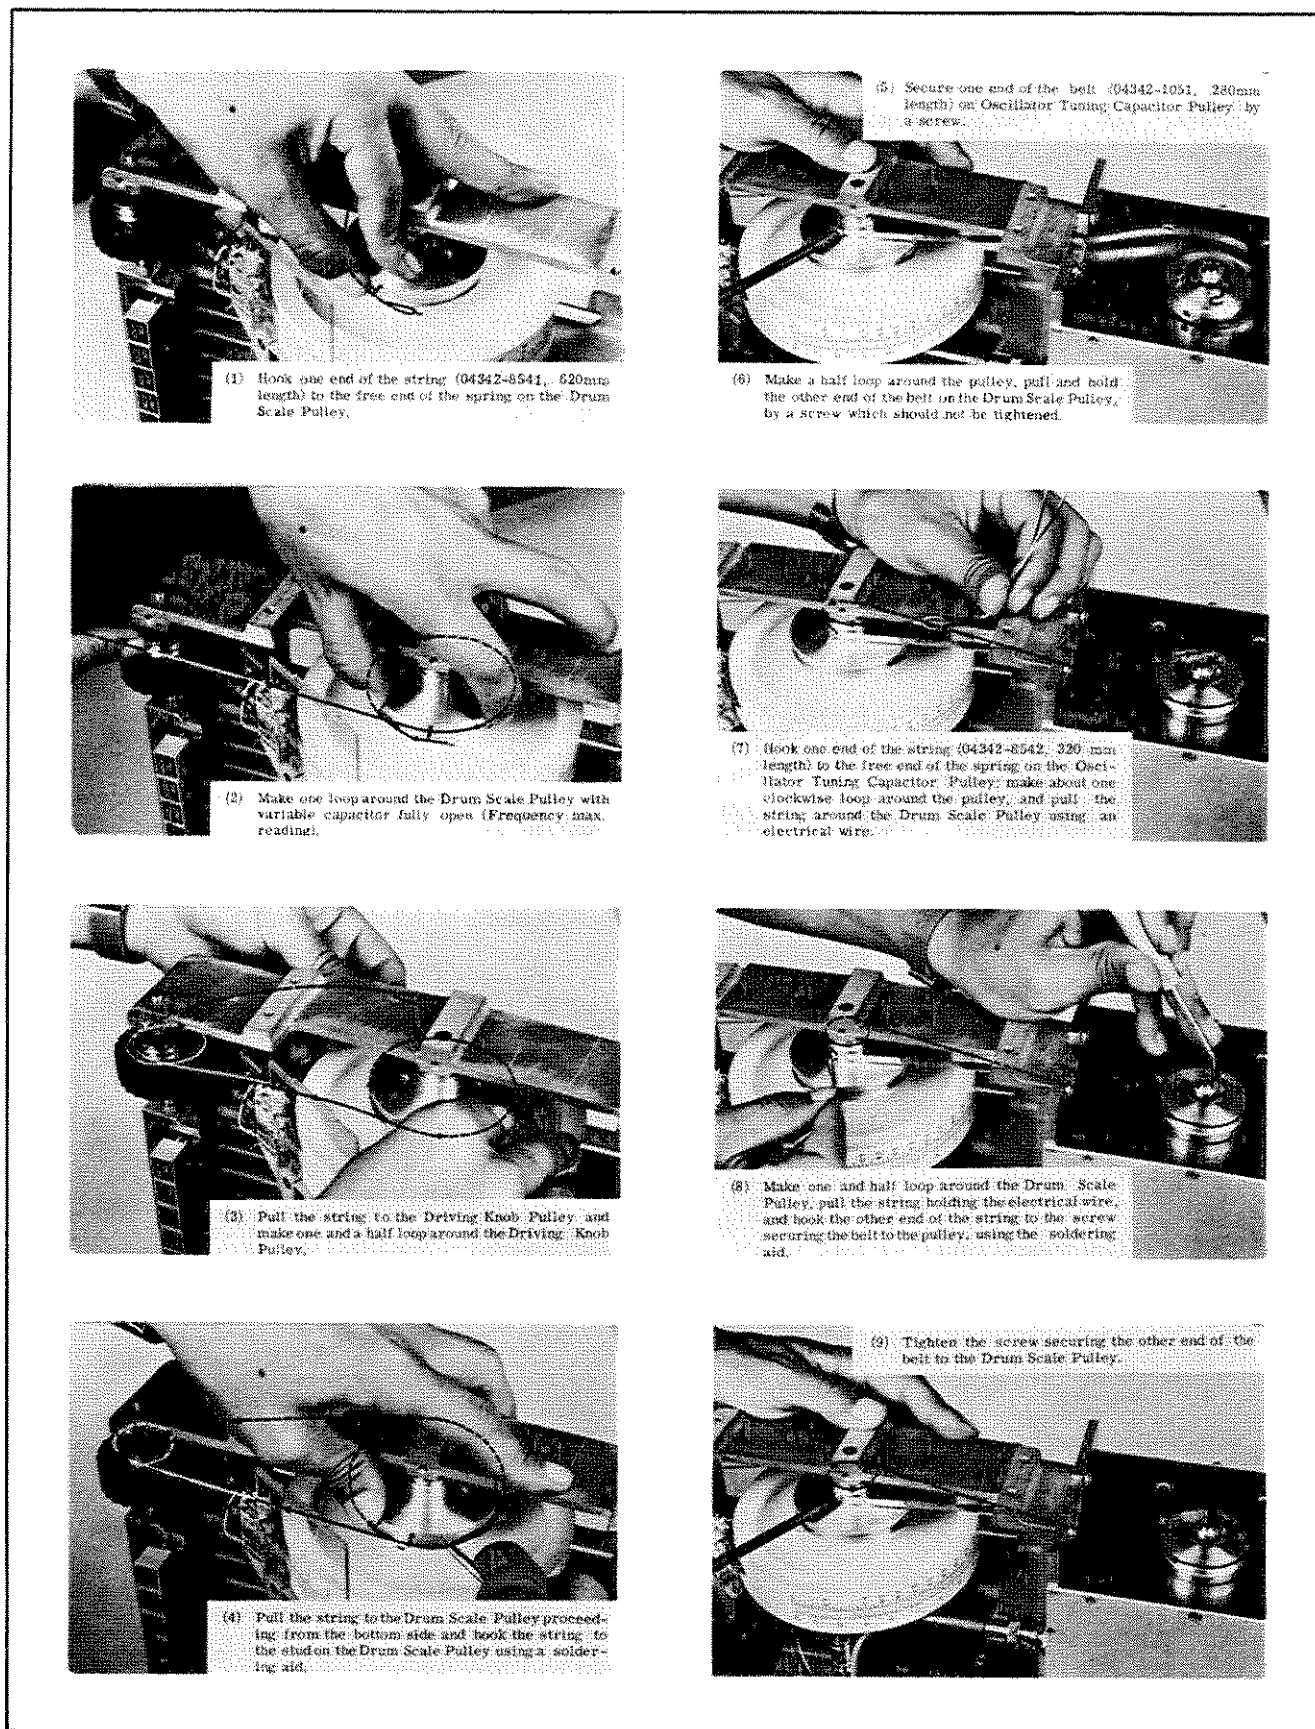 (1) Hook one end of the string (04342-8541, 620mm
length) to the free end of the spring on the Drum
Scale Pulley.
(2) Make one loop around the Drum Scale Pulley with
variable capacitor fully open (Frequency max.
reading).
(3) Pull the string to the Driving Knob Pulley and
make one and a half loop around the Driving Knob
Pulley.
(4) Pull the string to the Drum Scale Pulley proceed-
ing from the bottom side and hook the string to
the stud on the Drum Scale Pulley using a solder-
ing aid.
(5) Secure one end of the belt (04342-1051, 280mm
length) on Oscillator Tuning Capacitor Pulley by
a screw.
(6) Make a half loop around the pulley, pull and hold
the other end of the belt on the Drum Scale Pulley,
by a screw which should not be tightened.
(7) Hook one end of the string (04342-8542, 320 mm
length) to the free end of the spring on the Osci-
llator Tuning Capacitor Pulley; make about one
clockwise loop around the pulley, and pull the
string around the Drum Scale Pulley using an
electrical wire.
(8) Make one and half loop around the Drum Scale
Pulley, pull the string holding the electrical wire,
and hook the other end of the string to the screw
securing the belt to the pulley, using the soldering
aid.
(9) Tighten the screw securing the other end of the
belt to the Drum Scale Pulley.